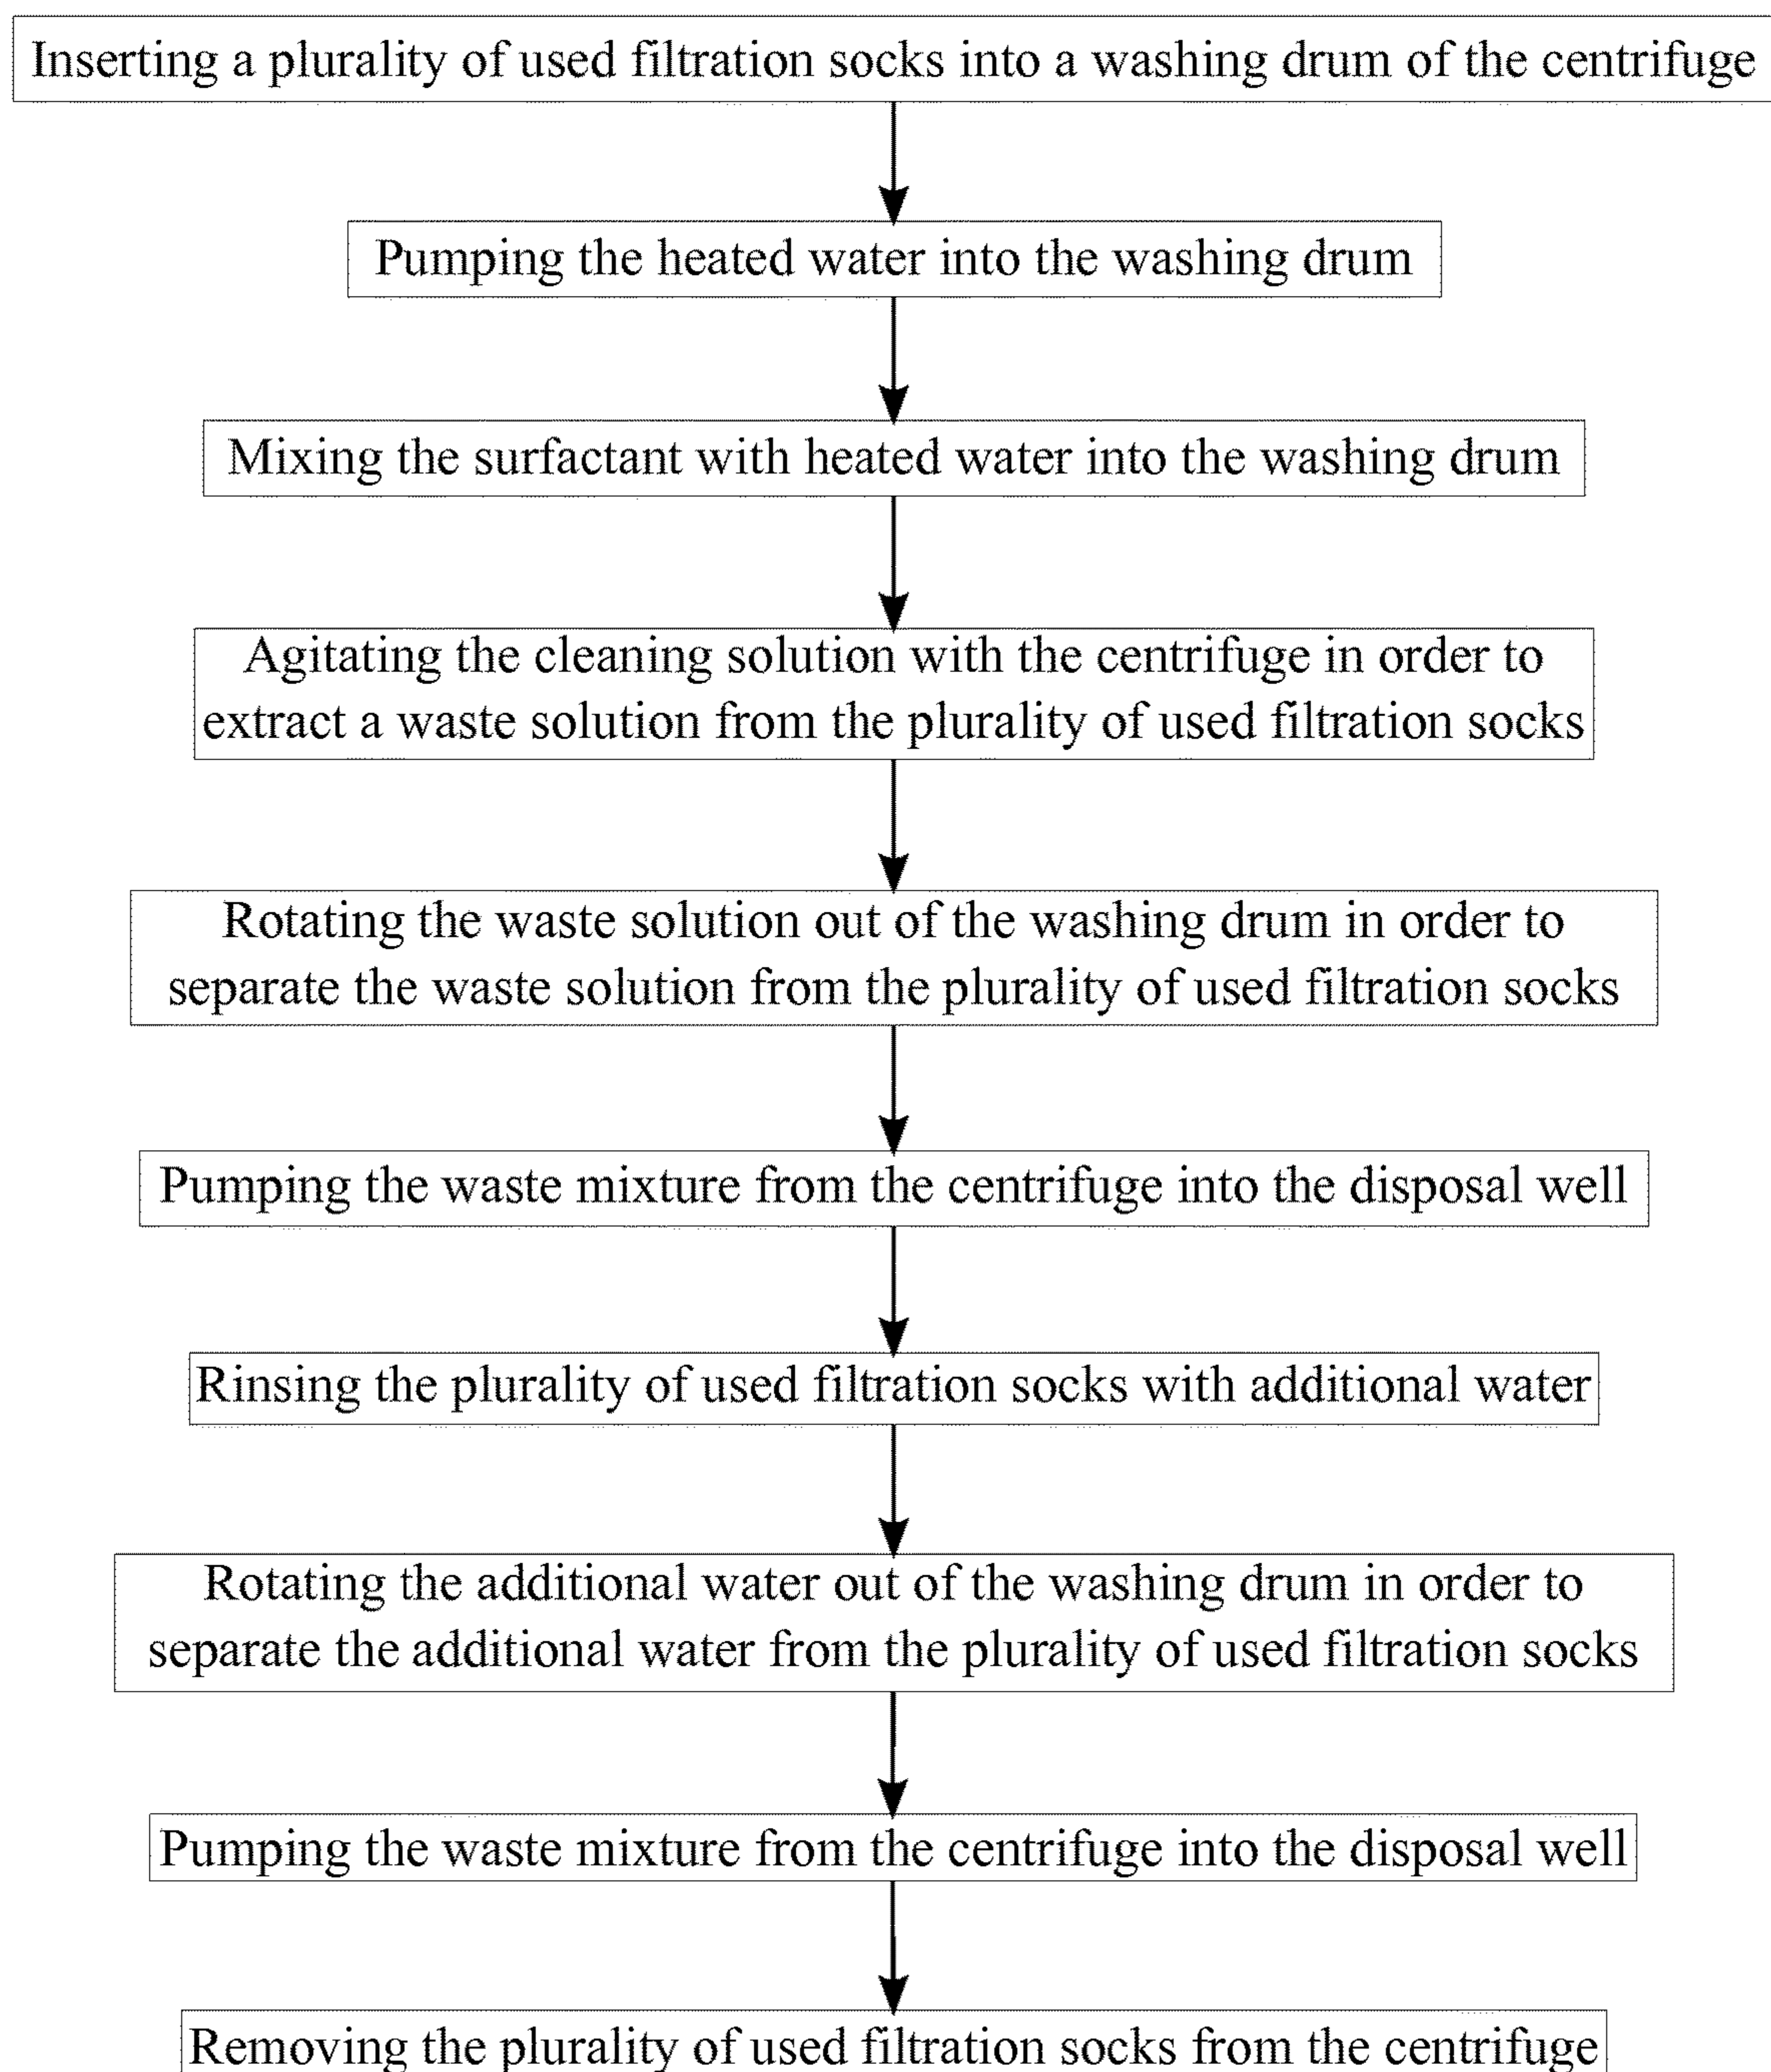 Inserting a plurality of used filtration socks into a washing drum of the centrifuge
Pumping the heated water into the washing drum
Mixing the surfactant with heated water into the washing drum
Agitating the cleaning solution with the centrifuge in order to
extract a waste solution from the plurality of used filtration socks
Rotating the waste solution out of the washing drum in order to
separate the waste solution from the plurality of used filtration socks
Pumping the waste mixture from the centrifuge into the disposal well
Rinsing the plurality of used filtration socks with additional water
Rotating the additional water out of the washing drum in order to
separate the additional water from the plurality of used filtration socks
Pumping the waste mixture from the centrifuge into the disposal well
Removing the plurality of used filtration socks from the centrifuge